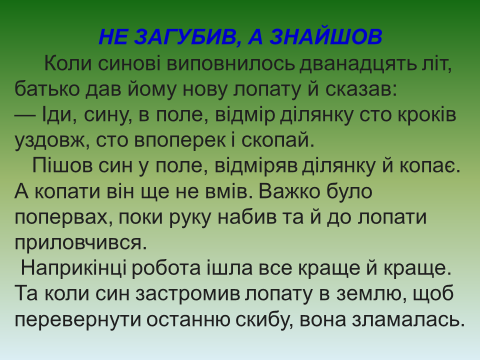 НЕ ЗАГУБИВ, А ЗНАЙШОВ
Коли синові виповнилось дванадцять літ,
батько дав йому нову лопату й сказав:
— Іди, сину, в поле, відмір ділянку сто кроків
уздовж, сто впоперек і скопай.
Пішов син у поле, відміряв ділянку й копає.
А копати він ще не вмів. Важко було
попервах, поки руку набив та й до лопати
приловчився.
Наприкінці робота ішла все краще й краще.
Та коли син застромив лопату в землю, щоб
перевернути останню скибу, вона зламалась.